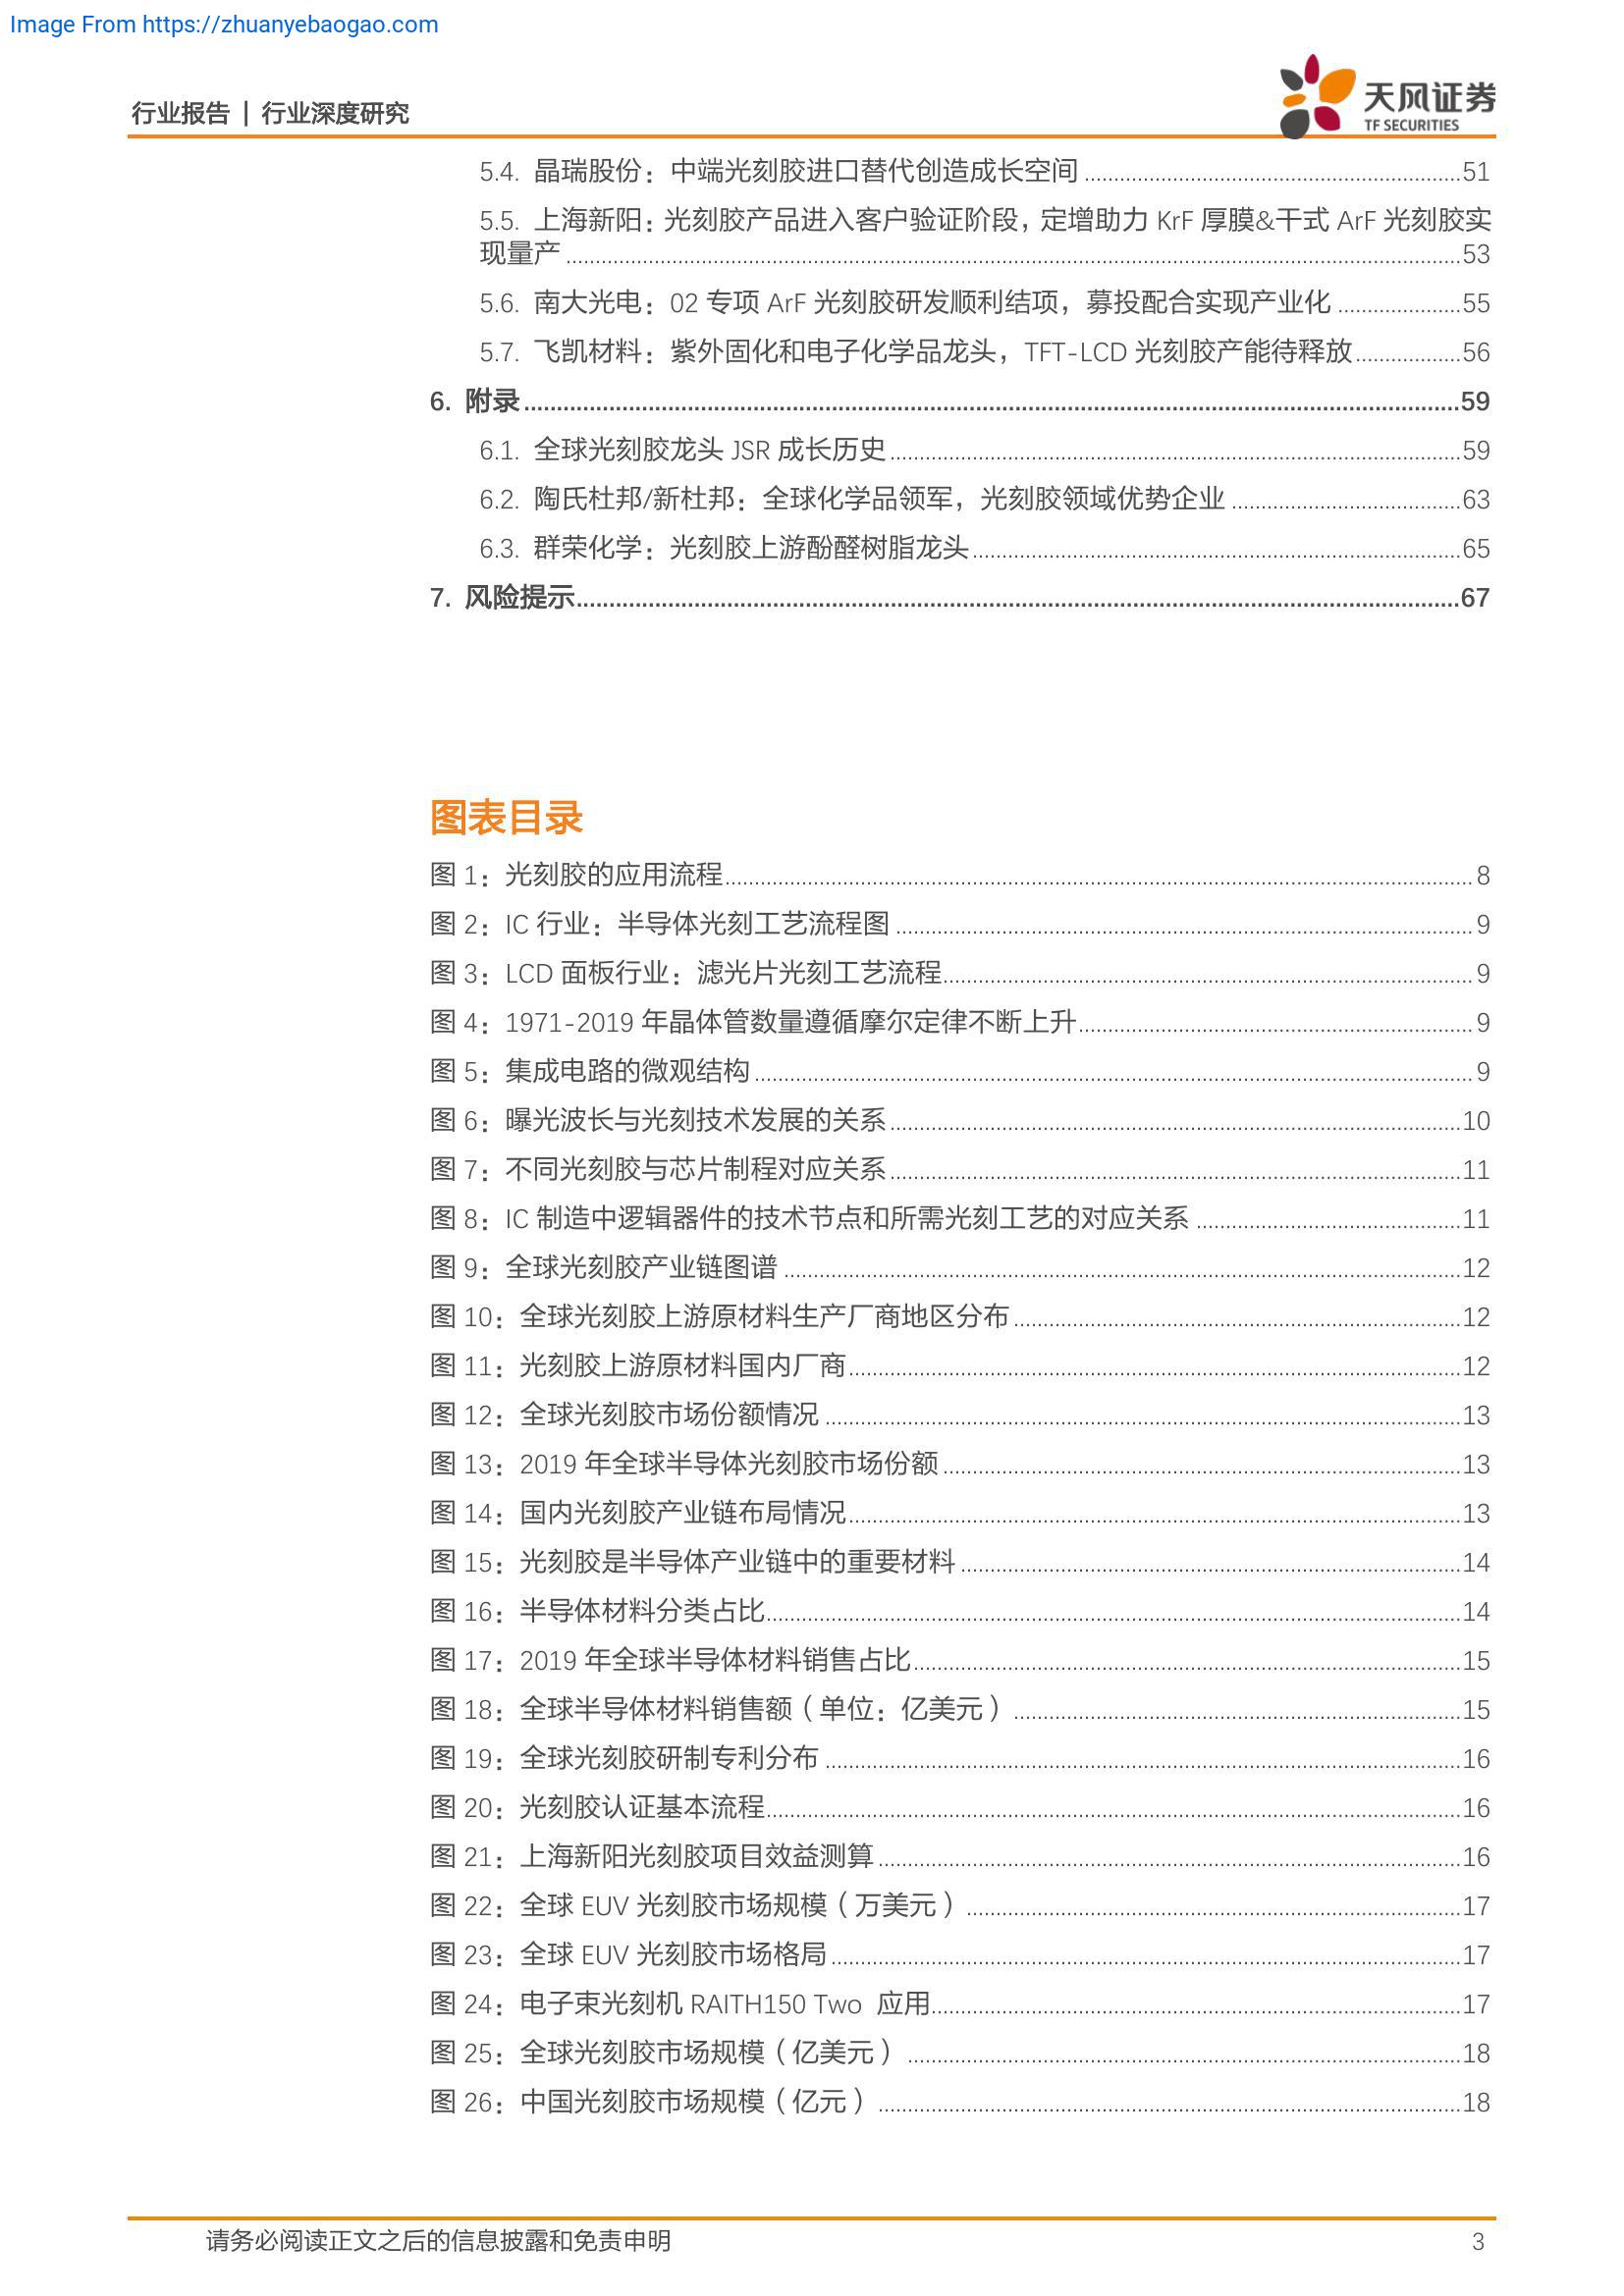 Image From https://zhuanyebaogao.com
行业报告 | 行业深度研究
天风证券
TF SECURITIES
5.4. 晶瑞股份：中端光刻胶进口替代创造成长空间 51
5.5. 上海新阳：光刻胶产品进入客户验证阶段，定增助力 KrF 厚膜&干式 ArF 光刻胶实
现量产 53
5.6. 南大光电：02 专项 ArF 光刻胶研发顺利结项，募投配合实现产业化 55
5.7. 飞凯材料：紫外固化和电子化学品龙头，TFT-LCD 光刻胶产能待释放 56
6. 附录 59
6.1. 全球光刻胶龙头 JSR 成长历史 59
6.2. 陶氏杜邦/新杜邦：全球化学品领军，光刻胶领域优势企业 63
6.3. 群荣化学：光刻胶上游酚醛树脂龙头 65
7. 风险提示 67
图表目录
图 1：光刻胶的应用流程 8
图 2：IC 行业：半导体光刻工艺流程图 9
图 3：LCD 面板行业：滤光片光刻工艺流程 9
图 4：1971-2019 年晶体管数量遵循摩尔定律不断上升 9
图 5：集成电路的微观结构 9
图 6：曝光波长与光刻技术发展的关系 10
图 7：不同光刻胶与芯片制程对应关系 11
图 8：IC 制造中逻辑器件的技术节点和所需光刻工艺的对应关系 11
图 9：全球光刻胶产业链图谱 12
图 10：全球光刻胶上游原材料生产厂商地区分布 12
图 11：光刻胶上游原材料国内厂商 12
图 12：全球光刻胶市场份额情况 13
图 13：2019 年全球半导体光刻胶市场份额 13
图 14：国内光刻胶产业链布局情况 13
图 15：光刻胶是半导体产业链中的重要材料 14
图 16：半导体材料分类占比 14
图 17：2019 年全球半导体材料销售占比 15
图 18：全球半导体材料销售额（单位：亿美元） 15
图 19：全球光刻胶研制专利分布 16
图 20：光刻胶认证基本流程 16
图 21：上海新阳光刻胶项目效益测算 16
图 22：全球 EUV 光刻胶市场规模（万美元） 17
图 23：全球 EUV 光刻胶市场格局 17
图 24：电子束光刻机 RAITH150 Two 应用 17
图 25：全球光刻胶市场规模（亿美元） 18
图 26：中国光刻胶市场规模（亿元） 18
请务必阅读正文之后的信息披露和免责申明 3